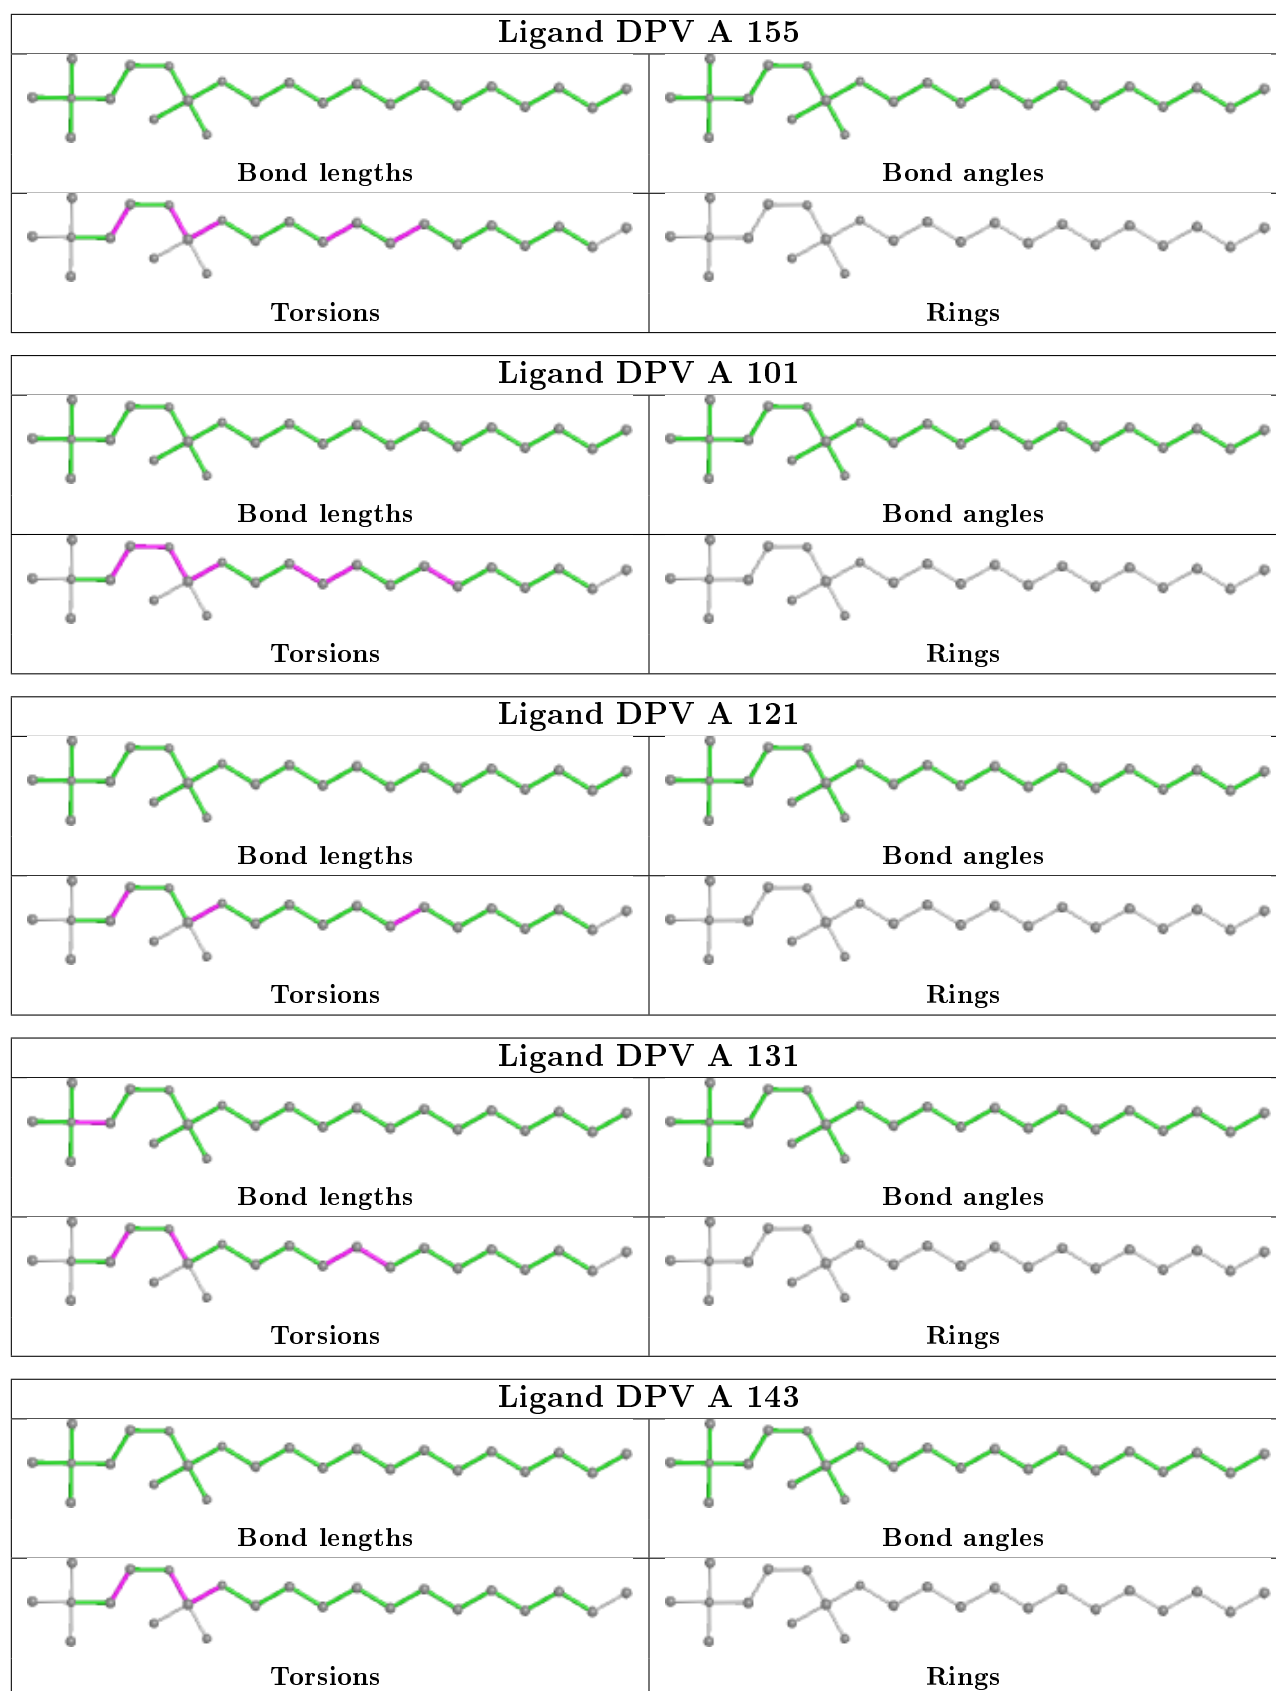 Ligand DPV A 155
Bond lengths
Bond angles
Torsions
Rings
Ligand DPV A 101
Bond lengths
Bond angles
Torsions
Rings
Ligand DPV A 121
Bond lengths
Bond angles
Torsions
Rings
Ligand DPV A 131
Bond lengths
Bond angles
Torsions
Rings
Ligand DPV A 143
Bond lengths
Bond angles
Torsions
Rings